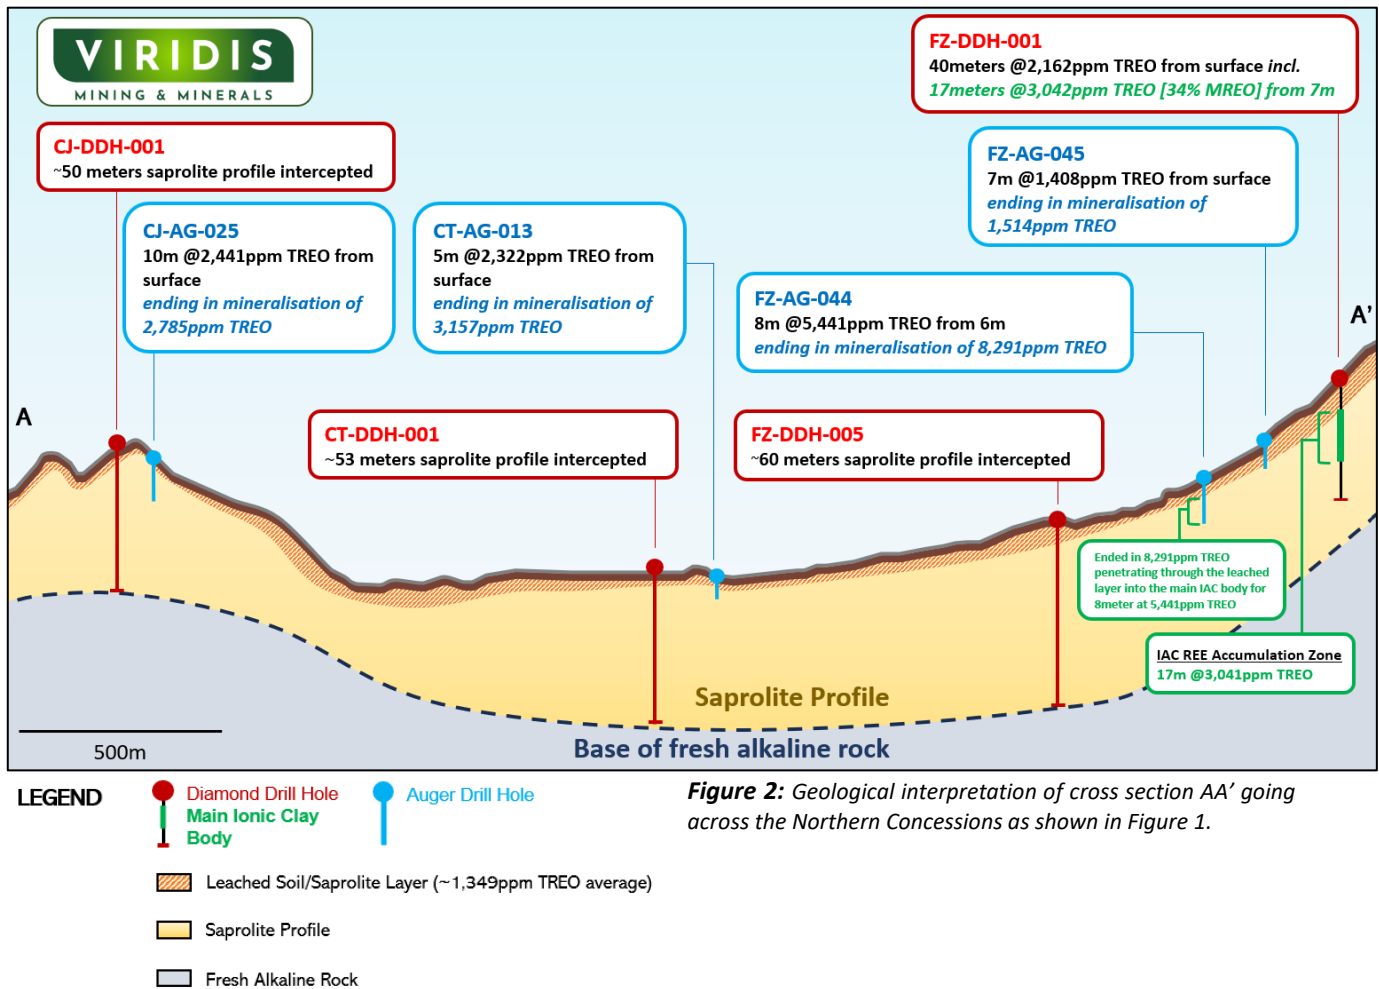 VIRIDIS
MINING & MINERALS
FZ-DDH-001
40meters @2,162ppm TREO from surface incl.
17meters @3,042ppm TREO [34% MREO] from 7m
CJ-DDH-001
~50 meters saprolite profile intercepted
FZ-AG-045
7m @1,408ppm TREO from surface
ending in mineralisation of
1,514ppm TREO
CJ-AG-025
10m @2,441ppm TREO from
surface
ending in mineralisation of
2,785ppm TREO
CT-AG-013
5m @2,322ppm TREO from
surface
ending in mineralisation of
3,157ppm TREO
FZ-AG-044
8m @5,441ppm TREO from 6m
ending in mineralisation of 8,291ppm TREO
A'
A
CT-DDH-001
~53 meters saprolite profile intercepted
FZ-DDH-005
~60 meters saprolite profile intercepted
Ended in 8,291ppm TREO
penetrating through the leached
layer into the main IAC body for
8meter at 5,441ppm TREO
IAC REE Accumulation Zone
17m @3,041ppm TREO
Saprolite Profile
Base of fresh alkaline rock
500m
LEGEND
Diamond Drill Hole
Main Ionic Clay
Body
Auger Drill Hole
Figure 2: Geological interpretation of cross section AA' going
across the Northern Concessions as shown in Figure 1.
Leached Soil/Saprolite Layer (~1,349ppm TREO average)
Saprolite Profile
Fresh Alkaline Rock